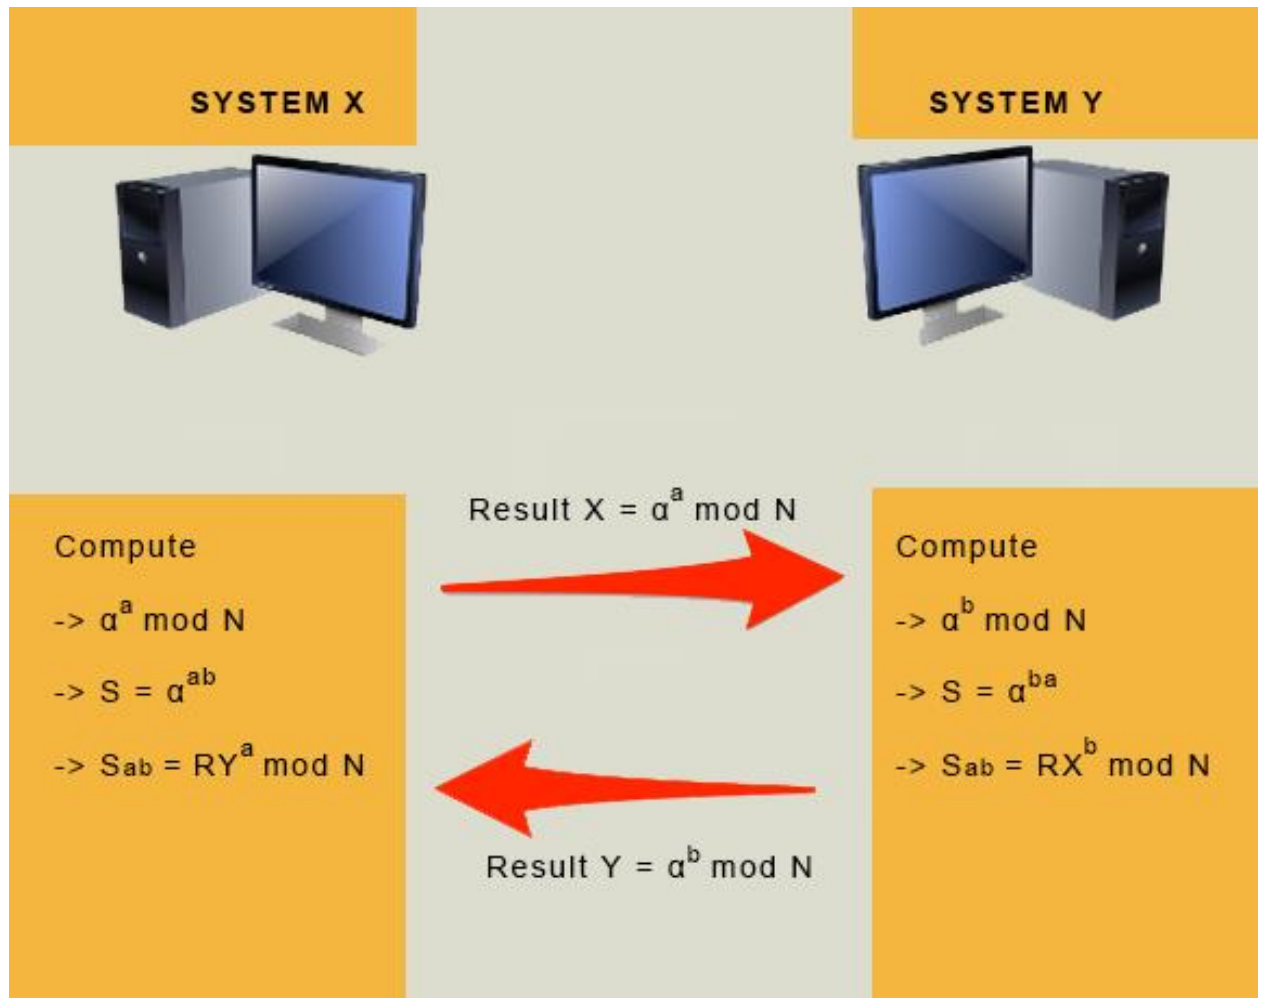 SYSTEM X
SYSTEM Y
Result X = αᵃ mod N
Compute
-> αᵃ mod N
-> S = αᵃᵇ
-> Sab = RYᵃ mod N
Compute
-> αᵇ mod N
-> S = αᵇᵃ
-> Sab = RXᵇ mod N
Result Y = αᵇ mod N